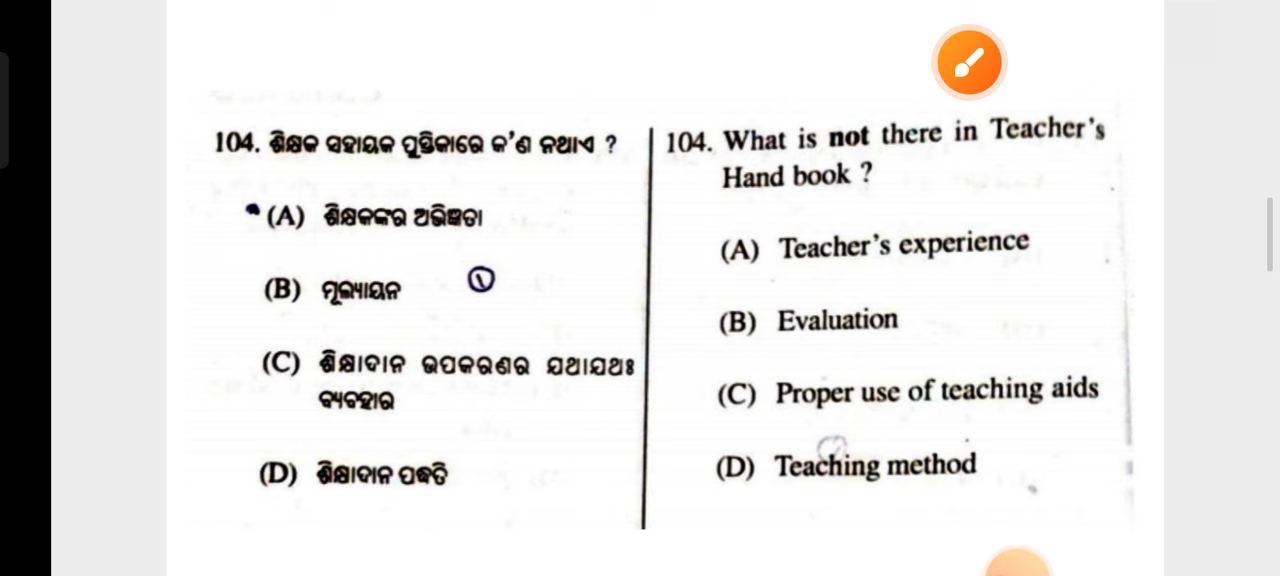 104. ଶିକ୍ଷକ ସହାୟକ ପୁସ୍ତିକାରେ କ'ଣ ନଥାଏ ?
(A) ଶିକ୍ଷକଙ୍କର ଅଭିଜ୍ଞତା
(B) ମୂଲ୍ୟାୟନ
(C) ଶିକ୍ଷାଦାନ ଉପକରଣର ଯଥାଯଥଃ
ବ୍ୟବହାର
(D) ଶିକ୍ଷାଦାନ ପଦ୍ଧତି
104. What is not there in Teacher's
Hand book ?
(A) Teacher's experience
(B) Evaluation
(C) Proper use of teaching aids
(D) Teaching method